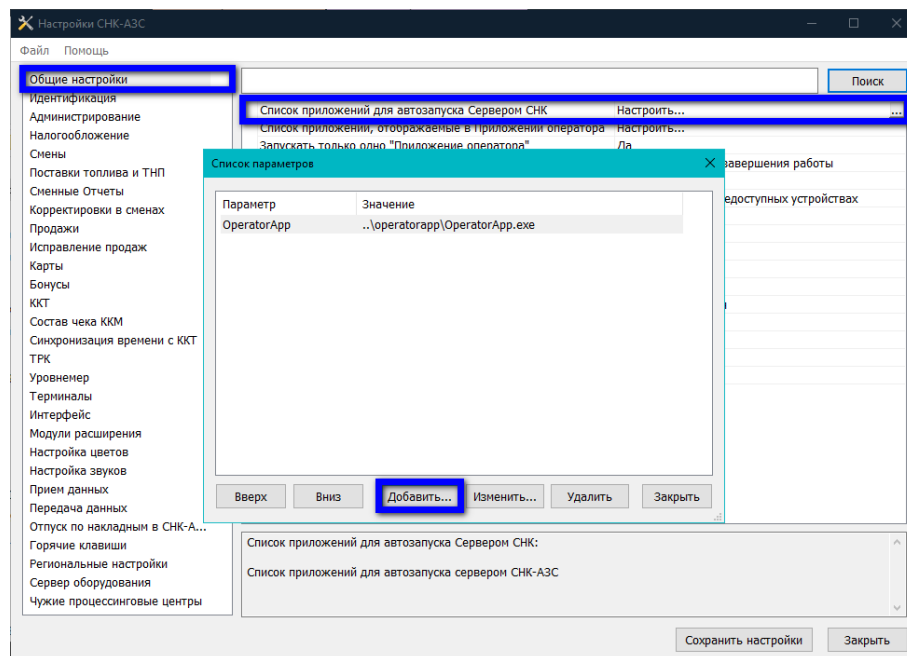 Настройки СНК-АЗС
Файл Помощь
Общие настройки
Идентификация
Администрирование
Налогообложение
Смены
Поставки топлива и ТНП
Сменные Отчеты
Корректировки в сменах
Продажи
Исправление продаж
Карты
Бонусы
ККТ
Состав чека ККМ
Синхронизация времени с ККТ
ТРК
Уровнемер
Терминалы
Интерфейс
Модули расширения
Настройка цветов
Настройка звуков
Прием данных
Передача данных
Отпуск по накладным в СНК-А...
Горячие клавиши
Региональные настройки
Сервер оборудования
Чужие процессинговые центры
Поиск
Список приложений для автозапуска Сервером СНК Настроить... ...
Список приложений, отображаемые в Приложении оператора Настроить...
Запускать только одно "Приложение оператора" Да
завершения работы
едоступных устройствах
Список параметров
Параметр Значение
OperatorApp ..\operatorapp\OperatorApp.exe
Вверх Вниз Добавить... Изменить... Удалить Закрыть
Список приложений для автозапуска Сервером СНК:
Список приложений для автозапуска сервером СНК-АЗС
Сохранить настройки Закрыть